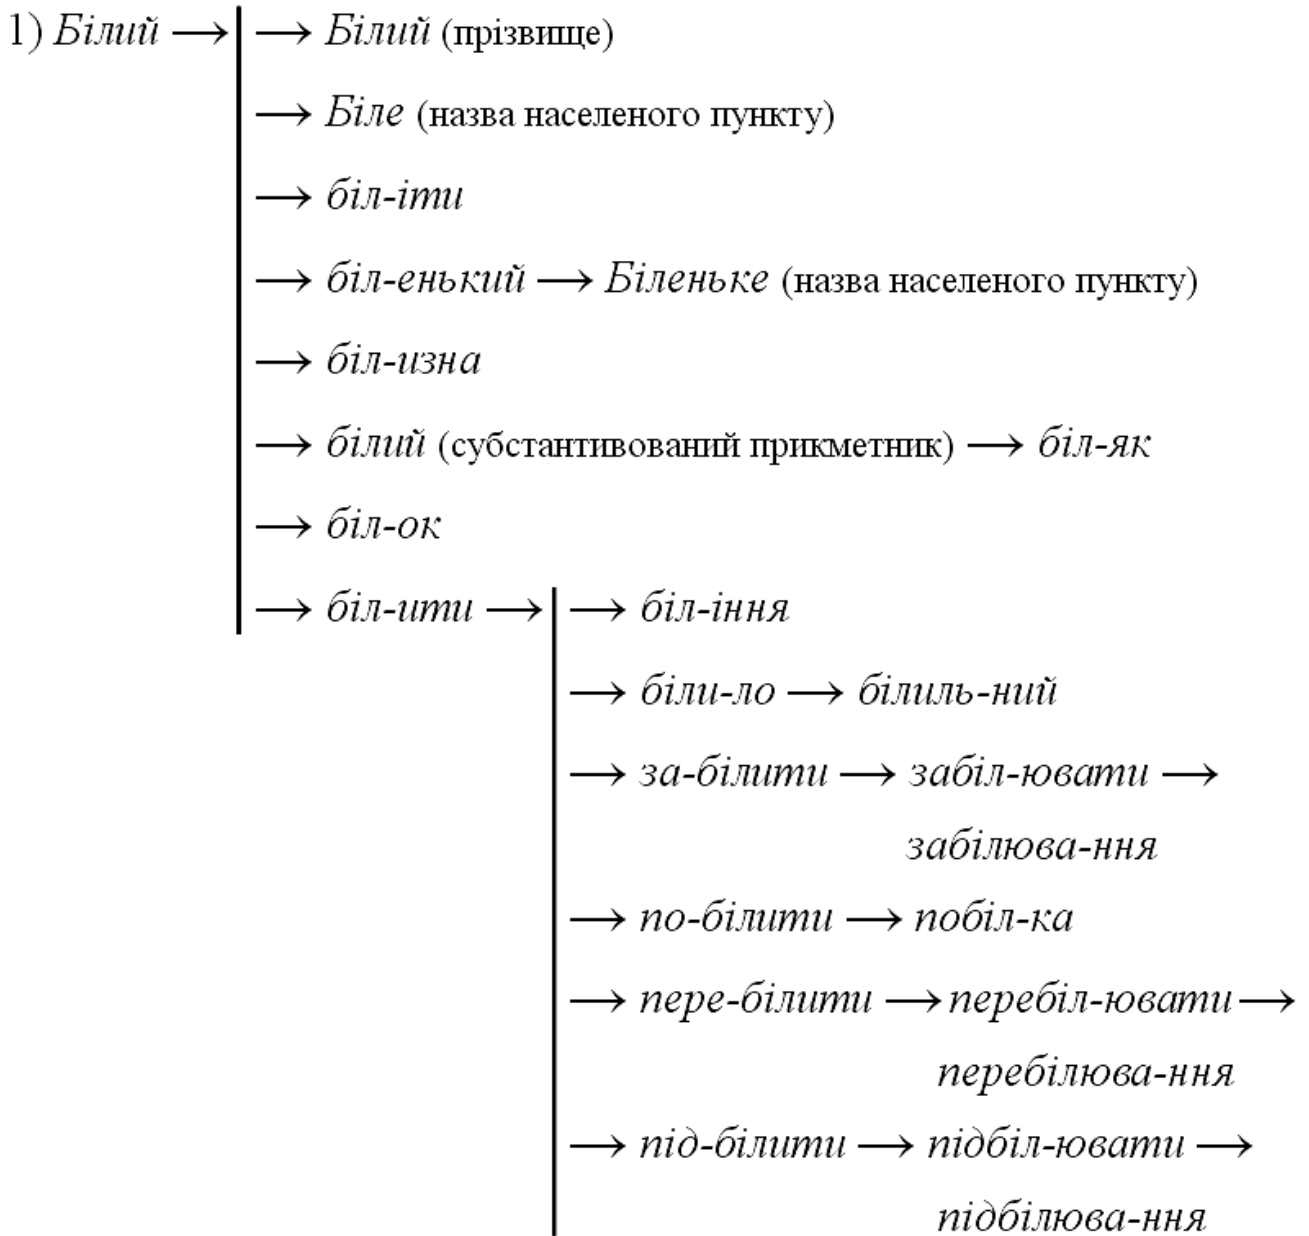 1) Білий → → Білий (прізвище)
→ Біле (назва населеного пункту)
→ біл-іти
→ біл-енький → Біленьке (назва населеного пункту)
→ біл-изна
→ білий (субстантивований прикметник) → біл-як
→ біл-ок
→ біл-ити → → біл-іння
→ біли-ло → білиль-ний
→ за-білити → забіл-ювати →
забілюва-ння
→ по-білити → побіл-ка
→ пере-білити → перебіл-ювати →
перебілюва-ння
→ під-білити → підбіл-ювати →
підбілюва-ння